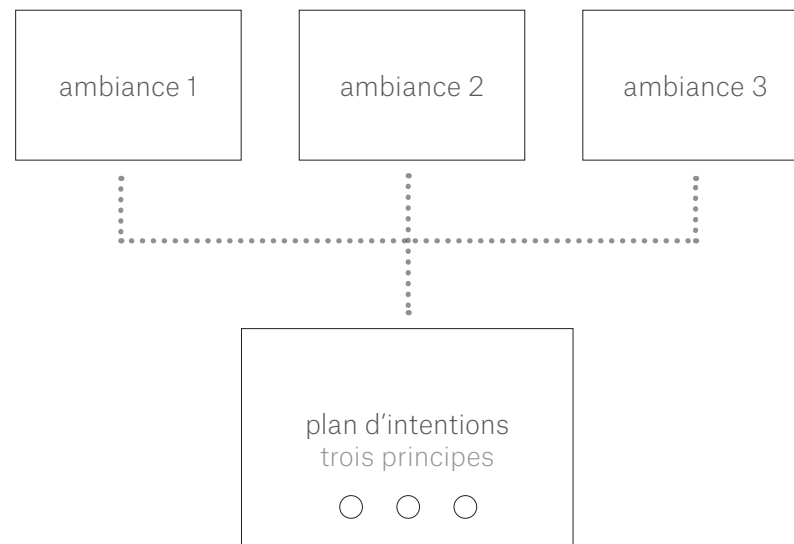 ambiance 1
ambiance 2
ambiance 3
plan d’intentions
trois principes